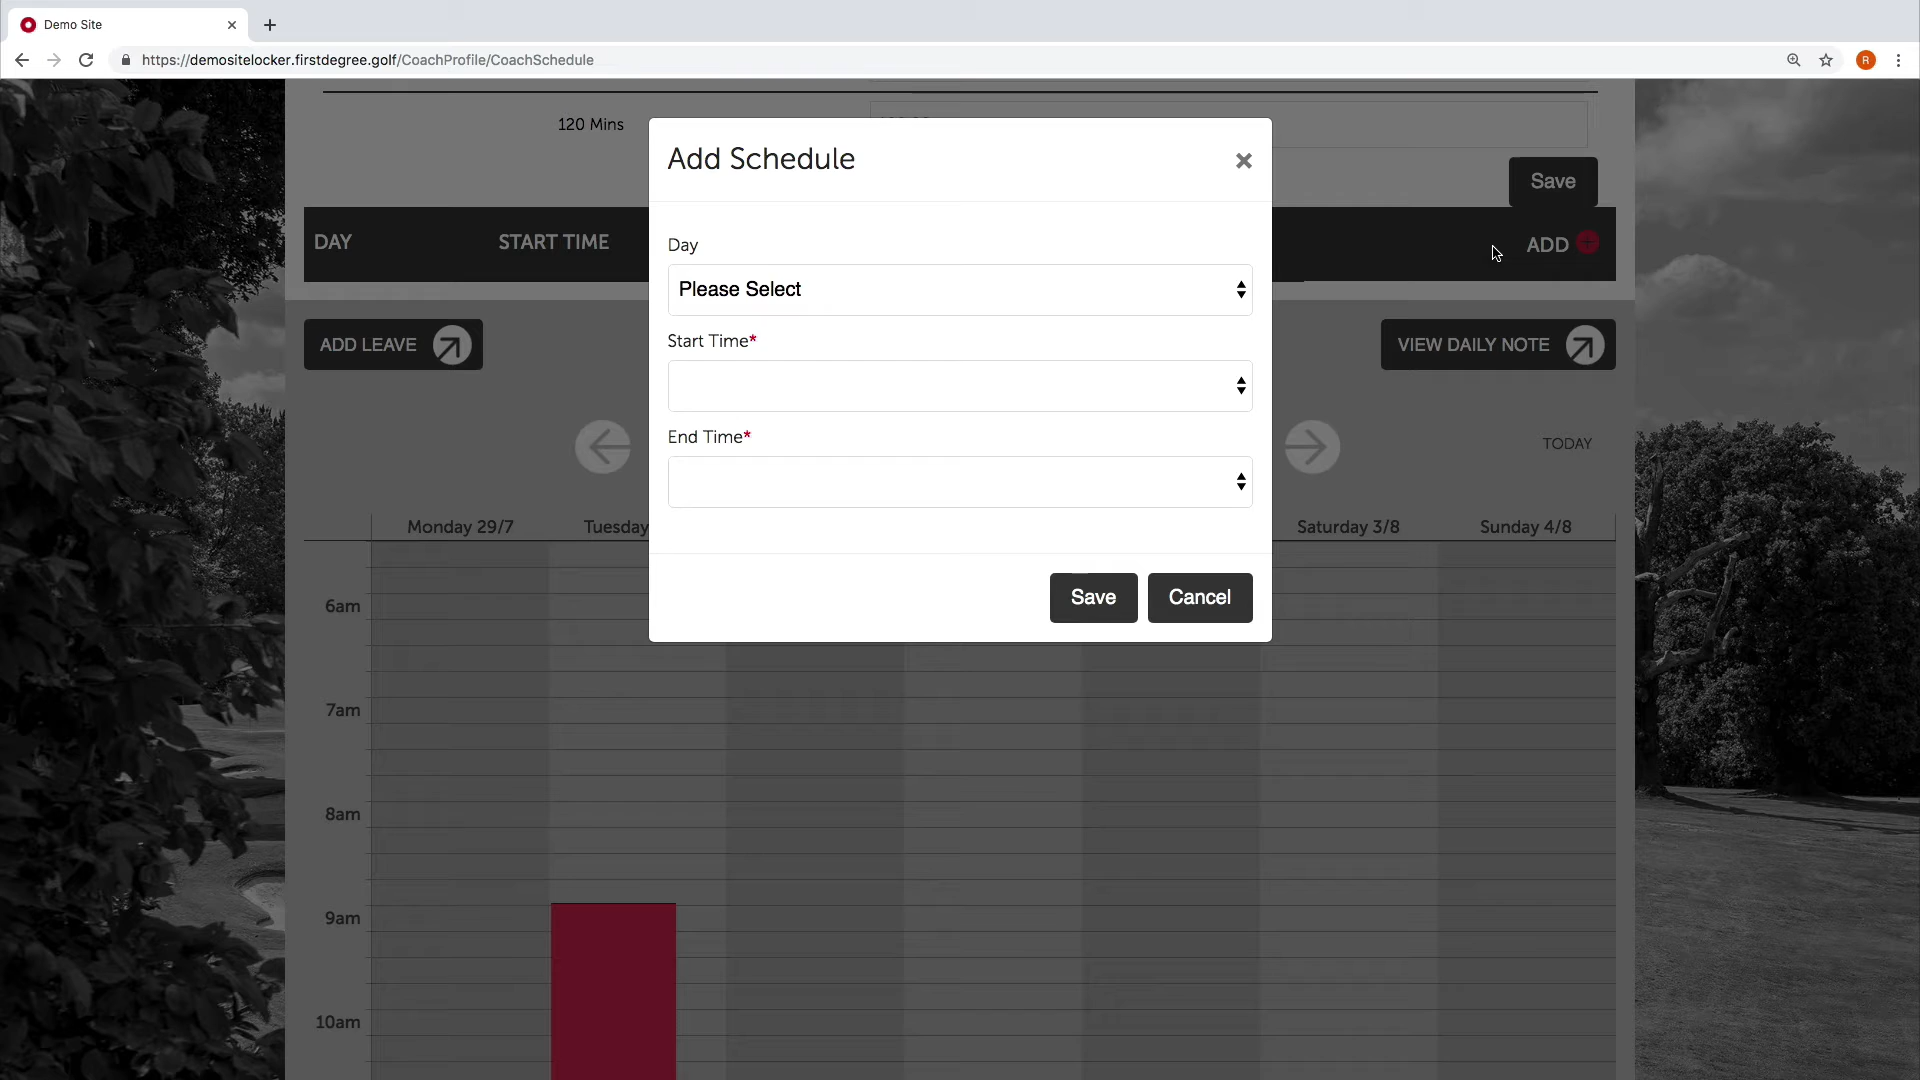 Demo Site
https://demositelocker.firstdegree.golf/CoachProfile/CoachSchedule
R
120 Mins
Save
DAY
START TIME
ADD
Add Schedule
Day
Please Select
Start Time*
End Time*
Save
Cancel
ADD LEAVE
VIEW DAILY NOTE
TODAY
Monday 29/7
Tuesday
Saturday 3/8
Sunday 4/8
6am
7am
8am
9am
10am